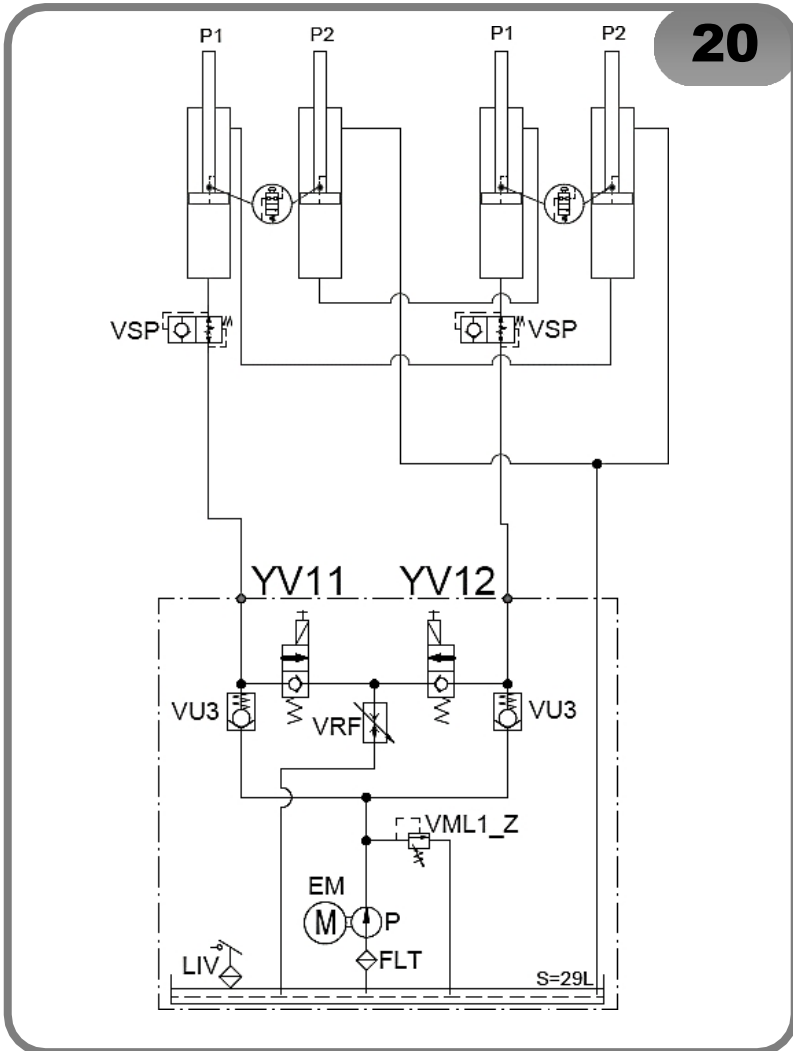 20
P1 P2 P1 P2
VSP VSP
YV11 YV12
VU3 VRF VU3
VML1_Z
EM
M P
LIV FLT
S=29L